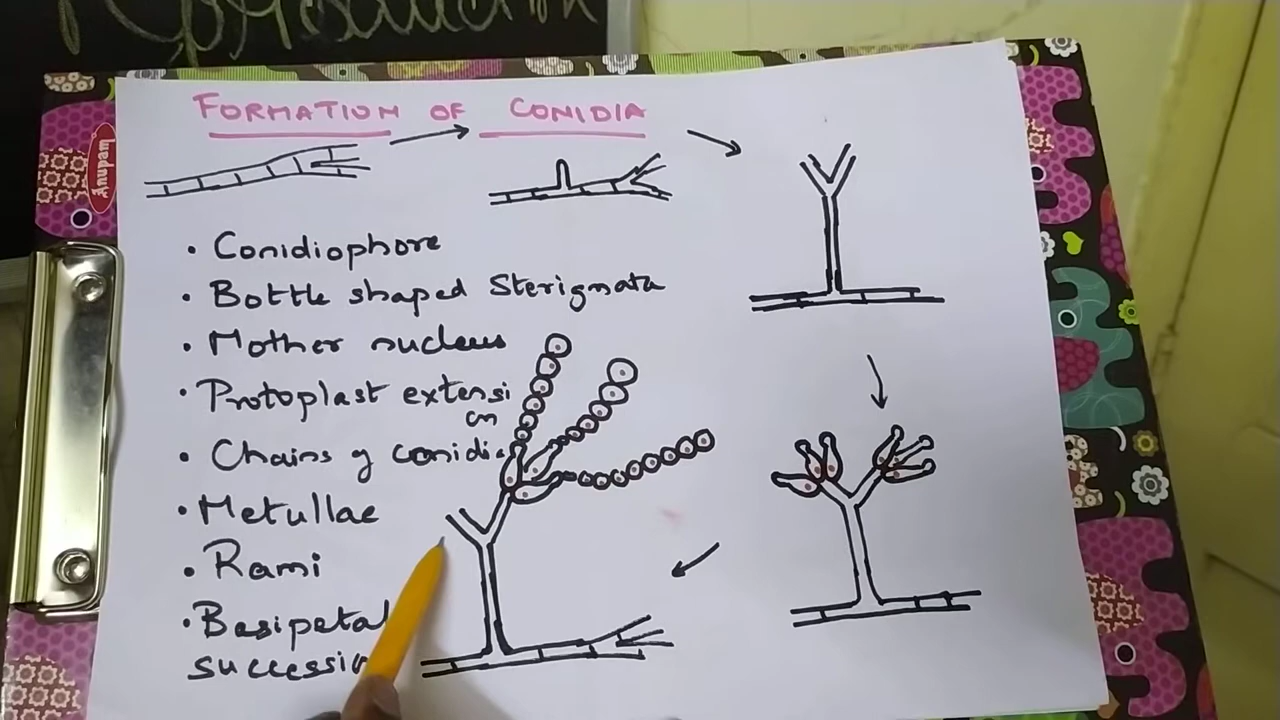 FORMATION OF CONIDIA
Anupam
• Conidiophore
• Bottle shaped Sterigmata
• Mother nucleus
• Protoplast extensi
on
• Chains of conidia
• Metullae
• Rami
• Basipetal
successi